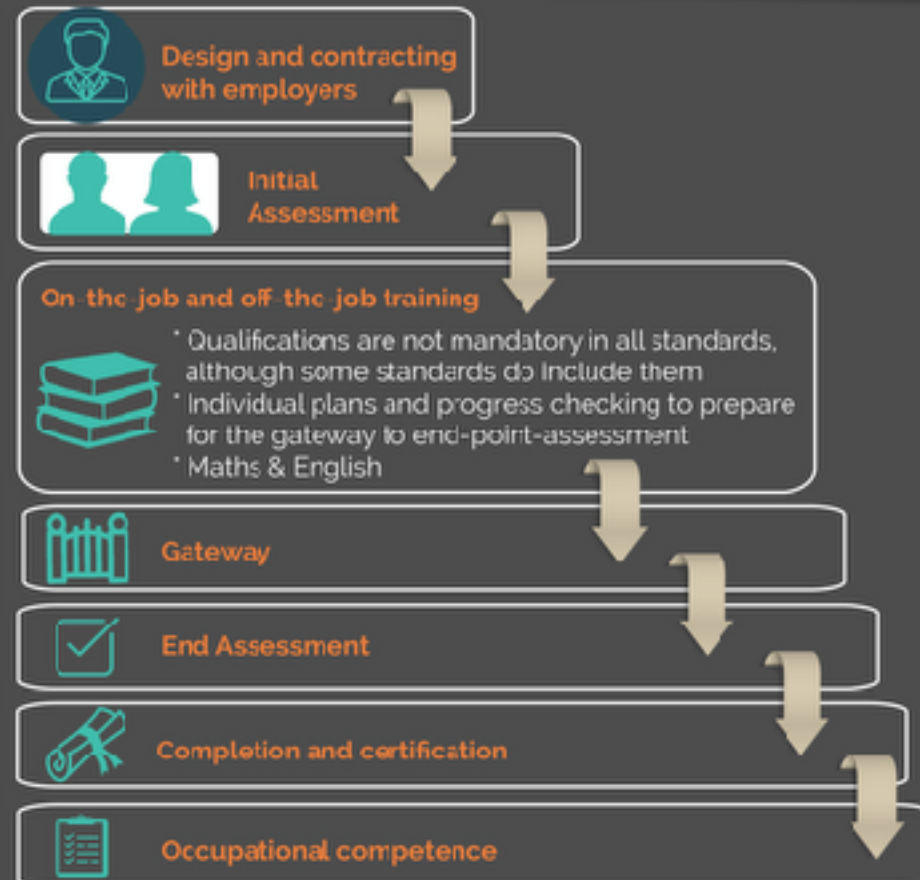 Design and contracting
with employers
Initial
Assessment
On-the-job and off-the-job training
* Qualifications are not mandatory in all standards,
although some standards do include them
* Individual plans and progress checking to prepare
for the gateway to end-point-assessment
* Maths & English
Gateway
End Assessment
Completion and certification
Occupational competence